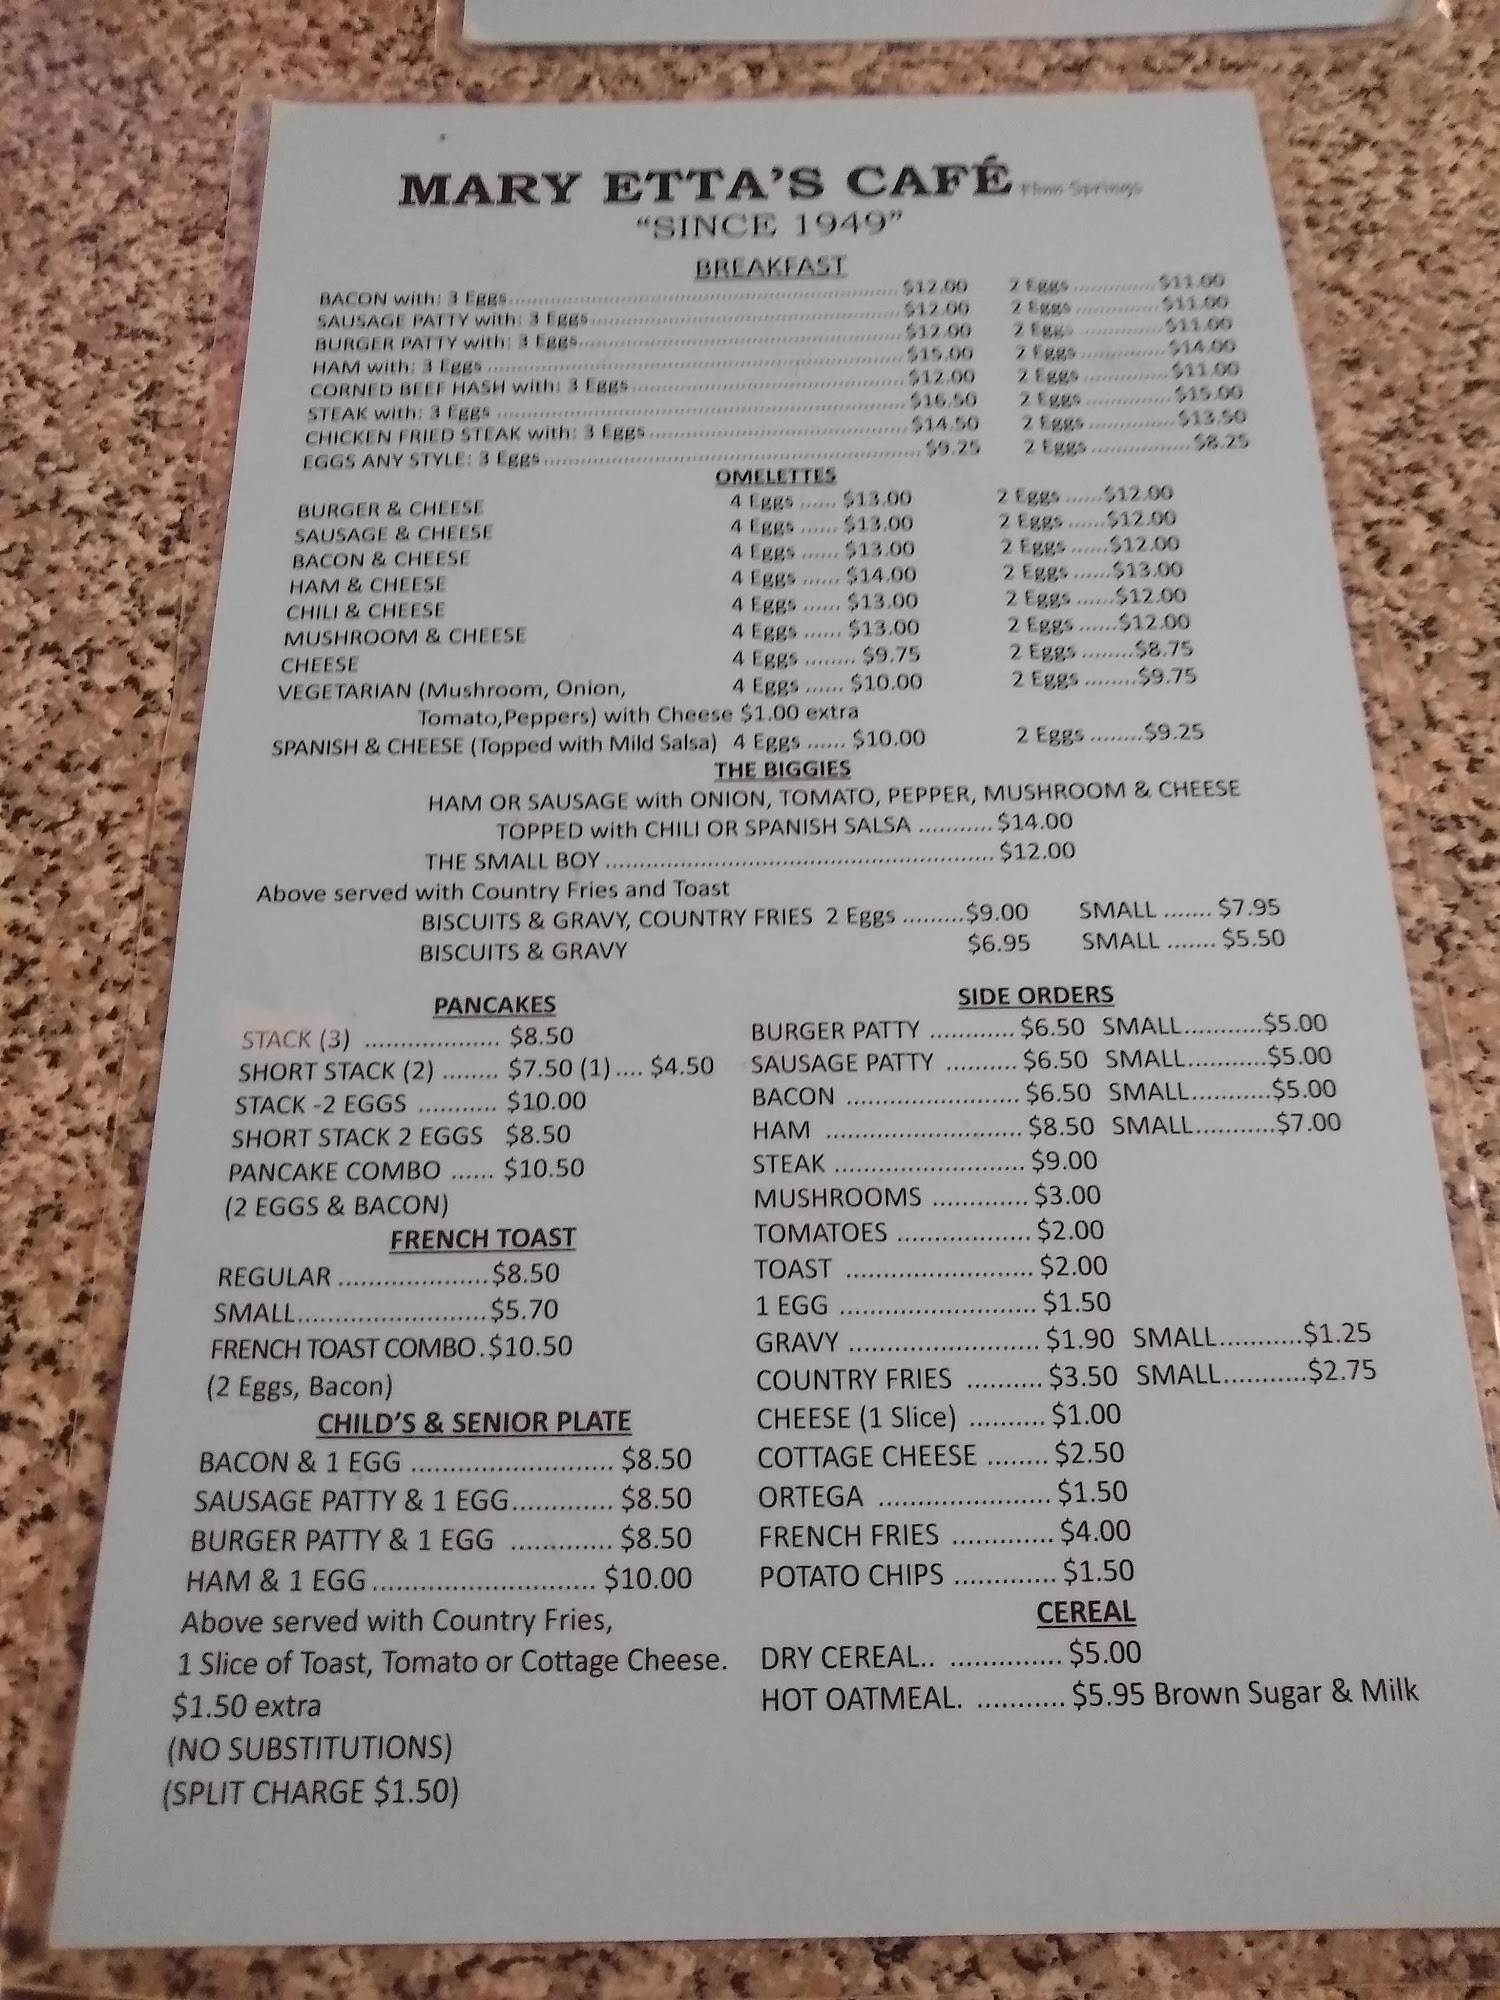 MARY ETTA'S CAFÉ Flinn Springs
"SINCE 1949"
BREAKFAST
BACON with: 3 Eggs.......... $12.00 2 Eggs .......... $11.00
SAUSAGE PATTY with: 3 Eggs.......... $12.00 2 Eggs .......... $11.00
BURGER PATTY with: 3 Eggs.......... $12.00 2 Eggs .......... $11.00
HAM with: 3 Eggs .......... $15.00 2 Eggs .......... $14.00
CORNED BEEF HASH with: 3 Eggs.......... $12.00 2 Eggs .......... $11.00
STEAK with: 3 Eggs .......... $16.50 2 Eggs .......... $15.00
CHICKEN FRIED STEAK with: 3 Eggs.......... $14.50 2 Eggs .......... $13.50
EGGS ANY STYLE: 3 Eggs.......... $9.25 2 Eggs .......... $8.25
OMELETTES
BURGER & CHEESE 4 Eggs ...... $13.00 2 Eggs ......$12.00
SAUSAGE & CHEESE 4 Eggs ...... $13.00 2 Eggs ......$12.00
BACON & CHEESE 4 Eggs ...... $13.00 2 Eggs ......$12.00
HAM & CHEESE 4 Eggs ...... $14.00 2 Eggs ......$13.00
CHILI & CHEESE 4 Eggs ...... $13.00 2 Eggs ......$12.00
MUSHROOM & CHEESE 4 Eggs ...... $13.00 2 Eggs ......$12.00
CHEESE 4 Eggs ........ $9.75 2 Eggs ........$8.75
VEGETARIAN (Mushroom, Onion, 4 Eggs ...... $10.00 2 Eggs ........$9.75
Tomato,Peppers) with Cheese $1.00 extra
SPANISH & CHEESE (Topped with Mild Salsa) 4 Eggs ...... $10.00 2 Eggs ........$9.25
THE BIGGIES
HAM OR SAUSAGE with ONION, TOMATO, PEPPER, MUSHROOM & CHEESE
TOPPED with CHILI OR SPANISH SALSA ........... $14.00
THE SMALL BOY.......... $12.00
Above served with Country Fries and Toast
BISCUITS & GRAVY, COUNTRY FRIES 2 Eggs .........$9.00 SMALL ....... $7.95
BISCUITS & GRAVY $6.95 SMALL ....... $5.50
PANCAKES
STACK (3) .................... $8.50
SHORT STACK (2) ........ $7.50 (1).... $4.50
STACK -2 EGGS ........... $10.00
SHORT STACK 2 EGGS $8.50
PANCAKE COMBO ...... $10.50
(2 EGGS & BACON)
FRENCH TOAST
REGULAR ......................$8.50
SMALL..........................$5.70
FRENCH TOAST COMBO.$10.50
(2 Eggs, Bacon)
CHILD'S & SENIOR PLATE
BACON & 1 EGG .......................... $8.50
SAUSAGE PATTY & 1 EGG............. $8.50
BURGER PATTY & 1 EGG ............. $8.50
HAM & 1 EGG............................ $10.00
Above served with Country Fries,
1 Slice of Toast, Tomato or Cottage Cheese.
$1.50 extra
(NO SUBSTITUTIONS)
(SPLIT CHARGE $1.50)
SIDE ORDERS
BURGER PATTY ............ $6.50 SMALL...........$5.00
SAUSAGE PATTY .......... $6.50 SMALL...........$5.00
BACON ......................... $6.50 SMALL...........$5.00
HAM ............................ $8.50 SMALL...........$7.00
STEAK ........................... $9.00
MUSHROOMS ............. $3.00
TOMATOES ................... $2.00
TOAST ........................... $2.00
1 EGG ............................ $1.50
GRAVY ........................... $1.90 SMALL...........$1.25
COUNTRY FRIES .......... $3.50 SMALL...........$2.75
CHEESE (1 Slice) .......... $1.00
COTTAGE CHEESE ........ $2.50
ORTEGA ....................... $1.50
FRENCH FRIES ............. $4.00
POTATO CHIPS ............. $1.50
CEREAL
DRY CEREAL.. .............. $5.00
HOT OATMEAL. ........... $5.95 Brown Sugar & Milk